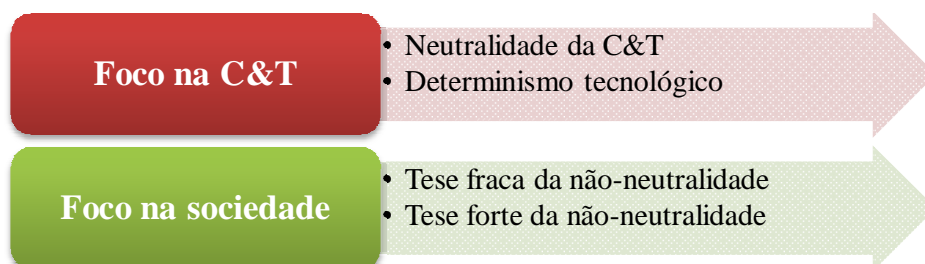 Foco na C&T
• Neutralidade da C&T
• Determinismo tecnológico
Foco na sociedade
• Tese fraca da não-neutralidade
• Tese forte da não-neutralidade